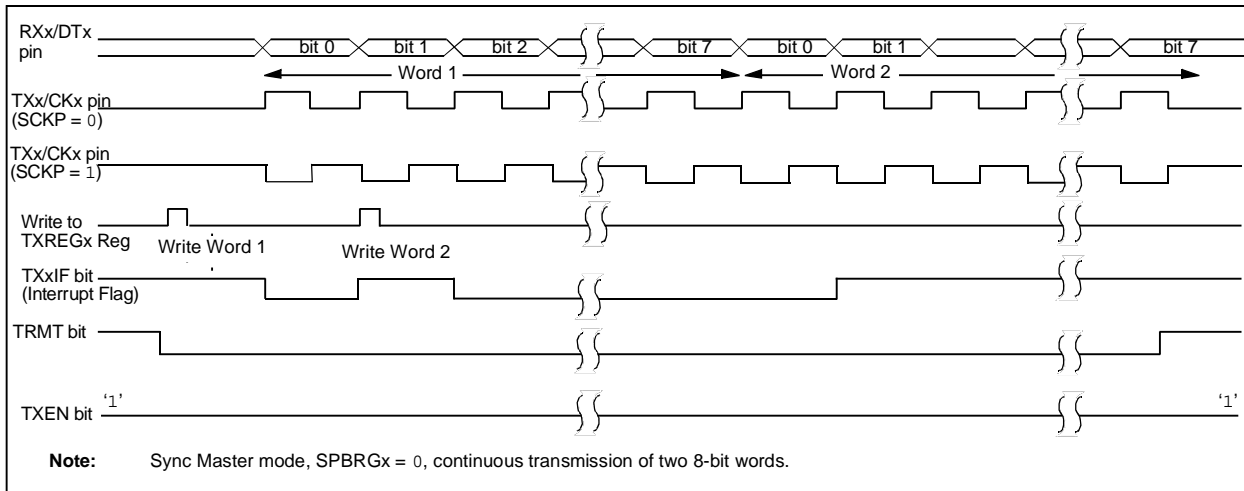 RXx/DTx
pin
bit 0 bit 1 bit 2 bit 7 bit 0 bit 1 bit 7
Word 1 Word 2
TXx/CKx pin
(SCKP = 0)
TXx/CKx pin
(SCKP = 1)
Write to
TXREGx Reg
Write Word 1 Write Word 2
TXxIF bit
(Interrupt Flag)
TRMT bit
TXEN bit ‘1’ ‘1’
Note: Sync Master mode, SPBRGx = 0, continuous transmission of two 8-bit words.